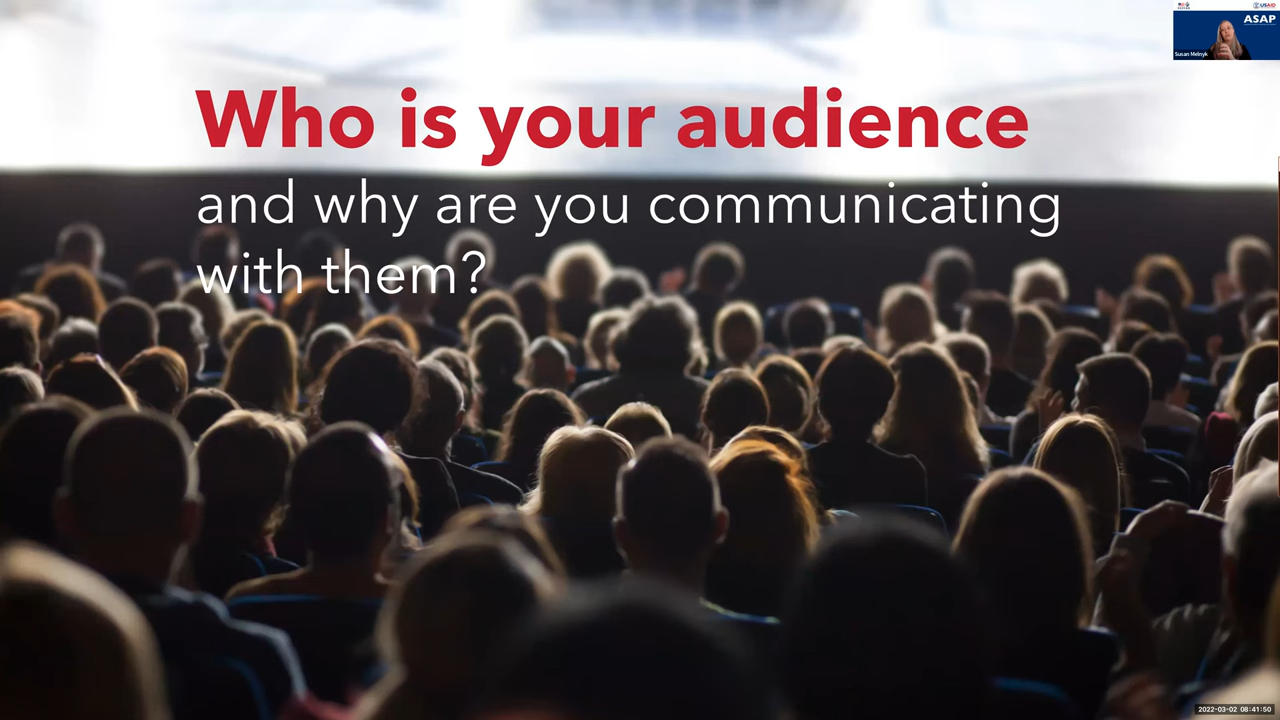 USAID
ASAP
Susan Melnyk
Who is your audience
and why are you communicating
with them?
2022-03-02 08:41:50